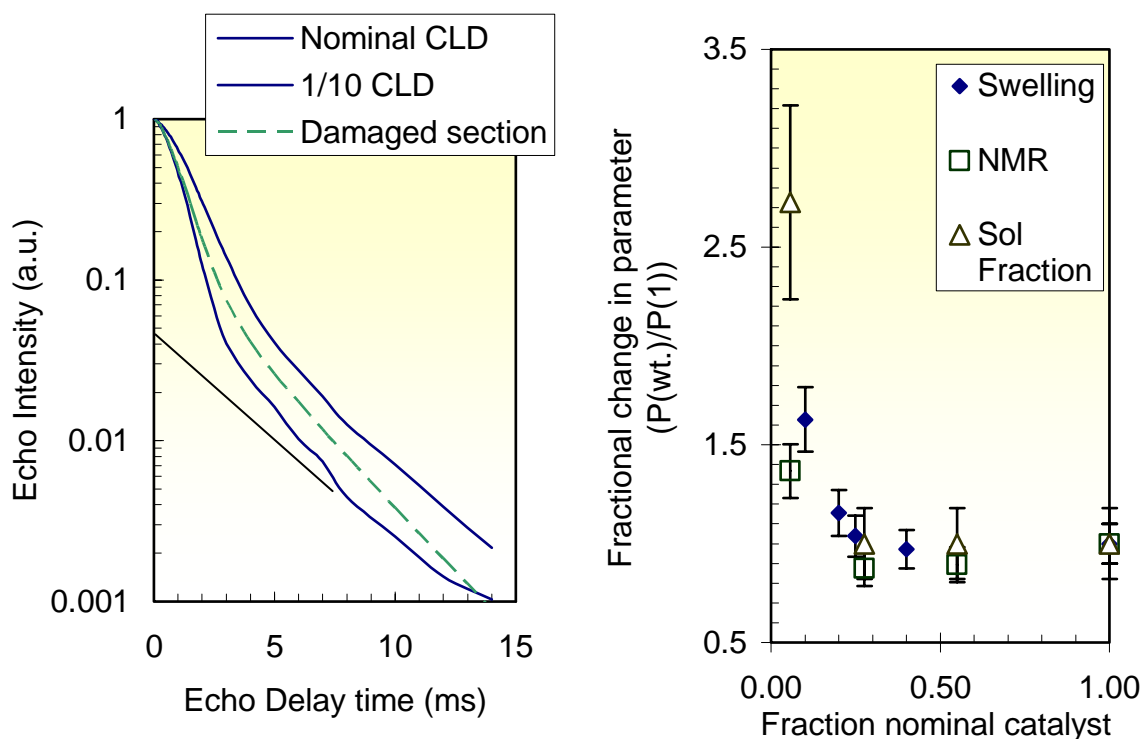 Nominal CLD
1/10 CLD
Damaged section
1
0.1
0.01
0.001
Echo Intensity (a.u.)
0
5
10
15
Echo Delay time (ms)
3.5
2.5
1.5
0.5
Fractional change in parameter
(P(wt.)/P(1))
Swelling
NMR
Sol
Fraction
0.00
0.50
1.00
Fraction nominal catalyst